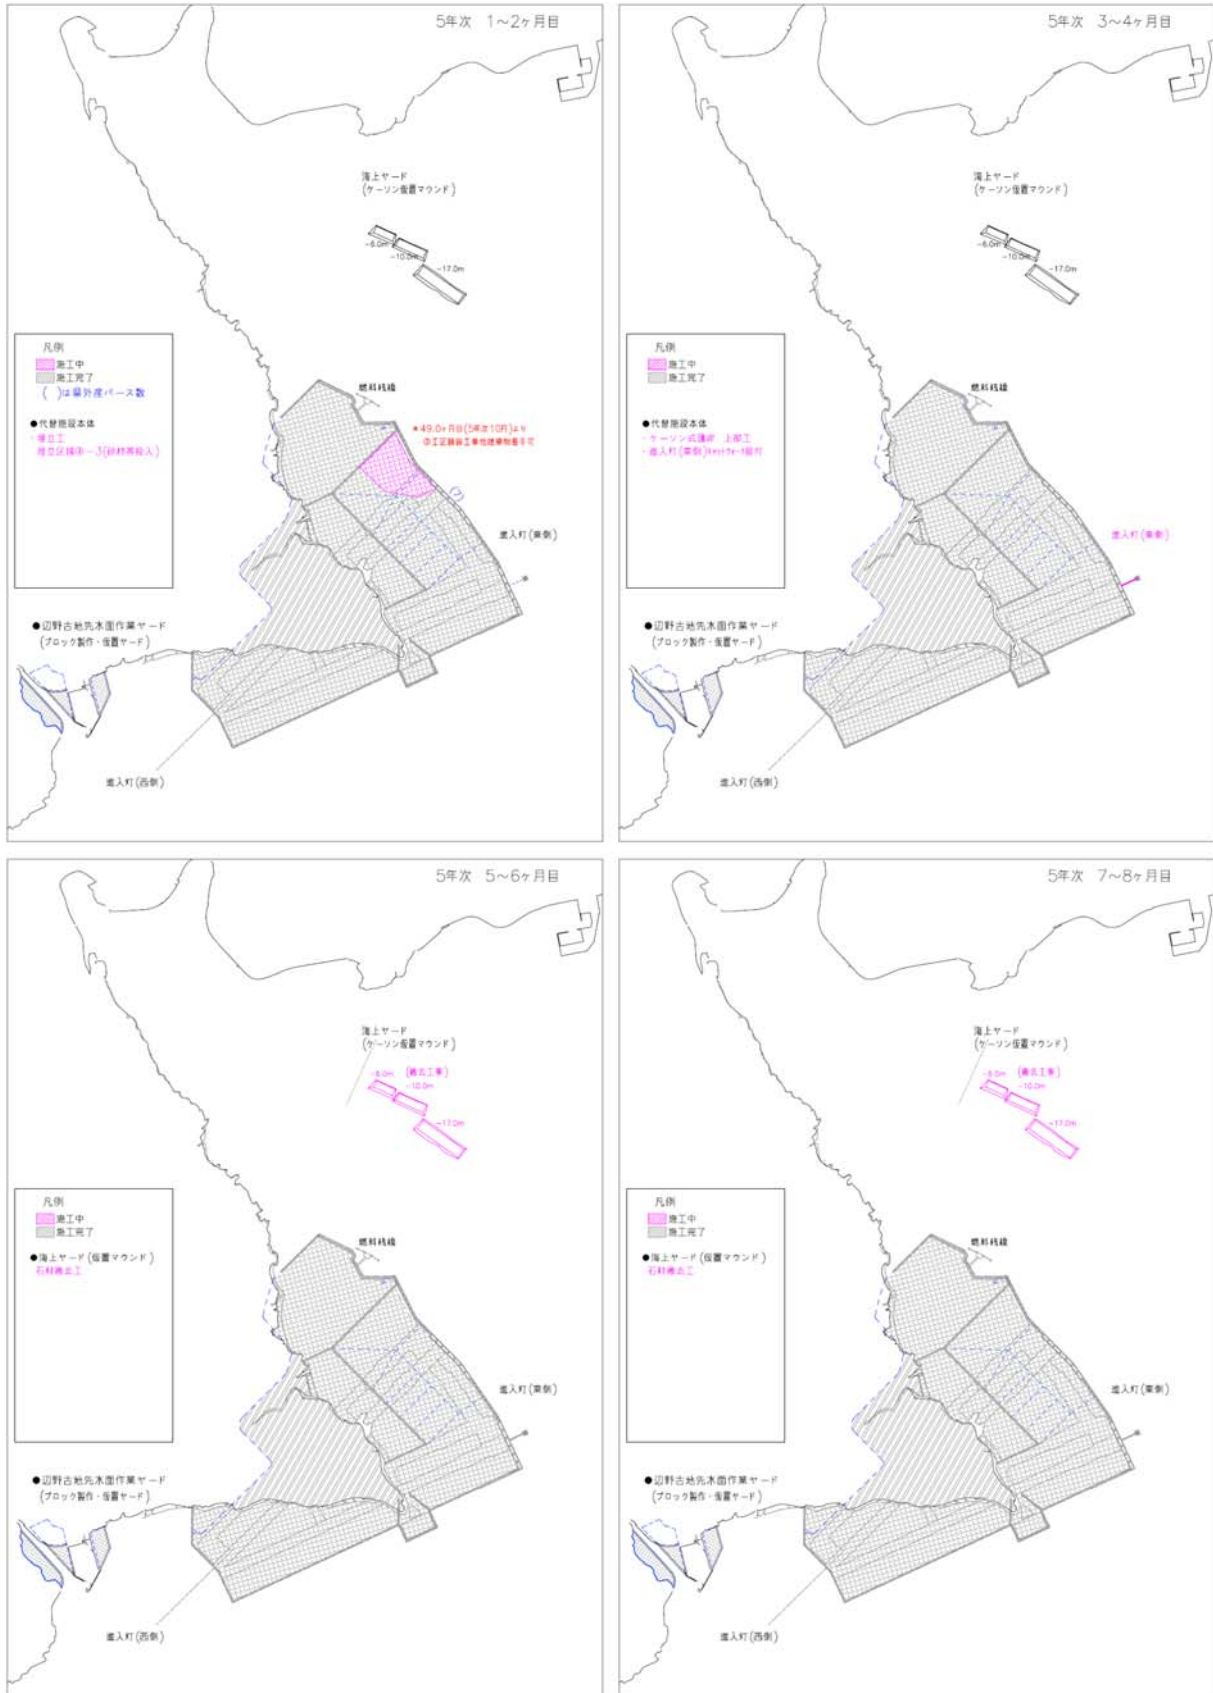 5年次 1～2ヶ月目
海上ヤード
(ケーソン仮置マウンド)
-6.0m
-10.0m
-17.0m
凡例
施工中
施工完了
( )は県外産バース数
●代替施設本体
・埋立工
燃料桟橋
(7)
進入灯(東側)
●辺野古地先水面作業ヤード
(ブロック製作・仮置ヤード)
進入灯(西側)
5年次 3～4ヶ月目
海上ヤード
(ケーソン仮置マウンド)
-6.0m
-10.0m
-17.0m
凡例
施工中
施工完了
●代替施設本体
・ケーソン式護岸 上部工
燃料桟橋
進入灯(東側)
●辺野古地先水面作業ヤード
(ブロック製作・仮置ヤード)
進入灯(西側)
5年次 5～6ヶ月目
海上ヤード
(ケーソン仮置マウンド)
-6.0m (撤去工事)
-10.0m
-17.0m
凡例
施工中
施工完了
●海上ヤード(仮置マウンド)
石材撤去工
燃料桟橋
進入灯(東側)
●辺野古地先水面作業ヤード
(ブロック製作・仮置ヤード)
進入灯(西側)
5年次 7～8ヶ月目
海上ヤード
(ケーソン仮置マウンド)
-6.0m (撤去工事)
-10.0m
-17.0m
凡例
施工中
施工完了
●海上ヤード(仮置マウンド)
石材撤去工
燃料桟橋
進入灯(東側)
●辺野古地先水面作業ヤード
(ブロック製作・仮置ヤード)
進入灯(西側)